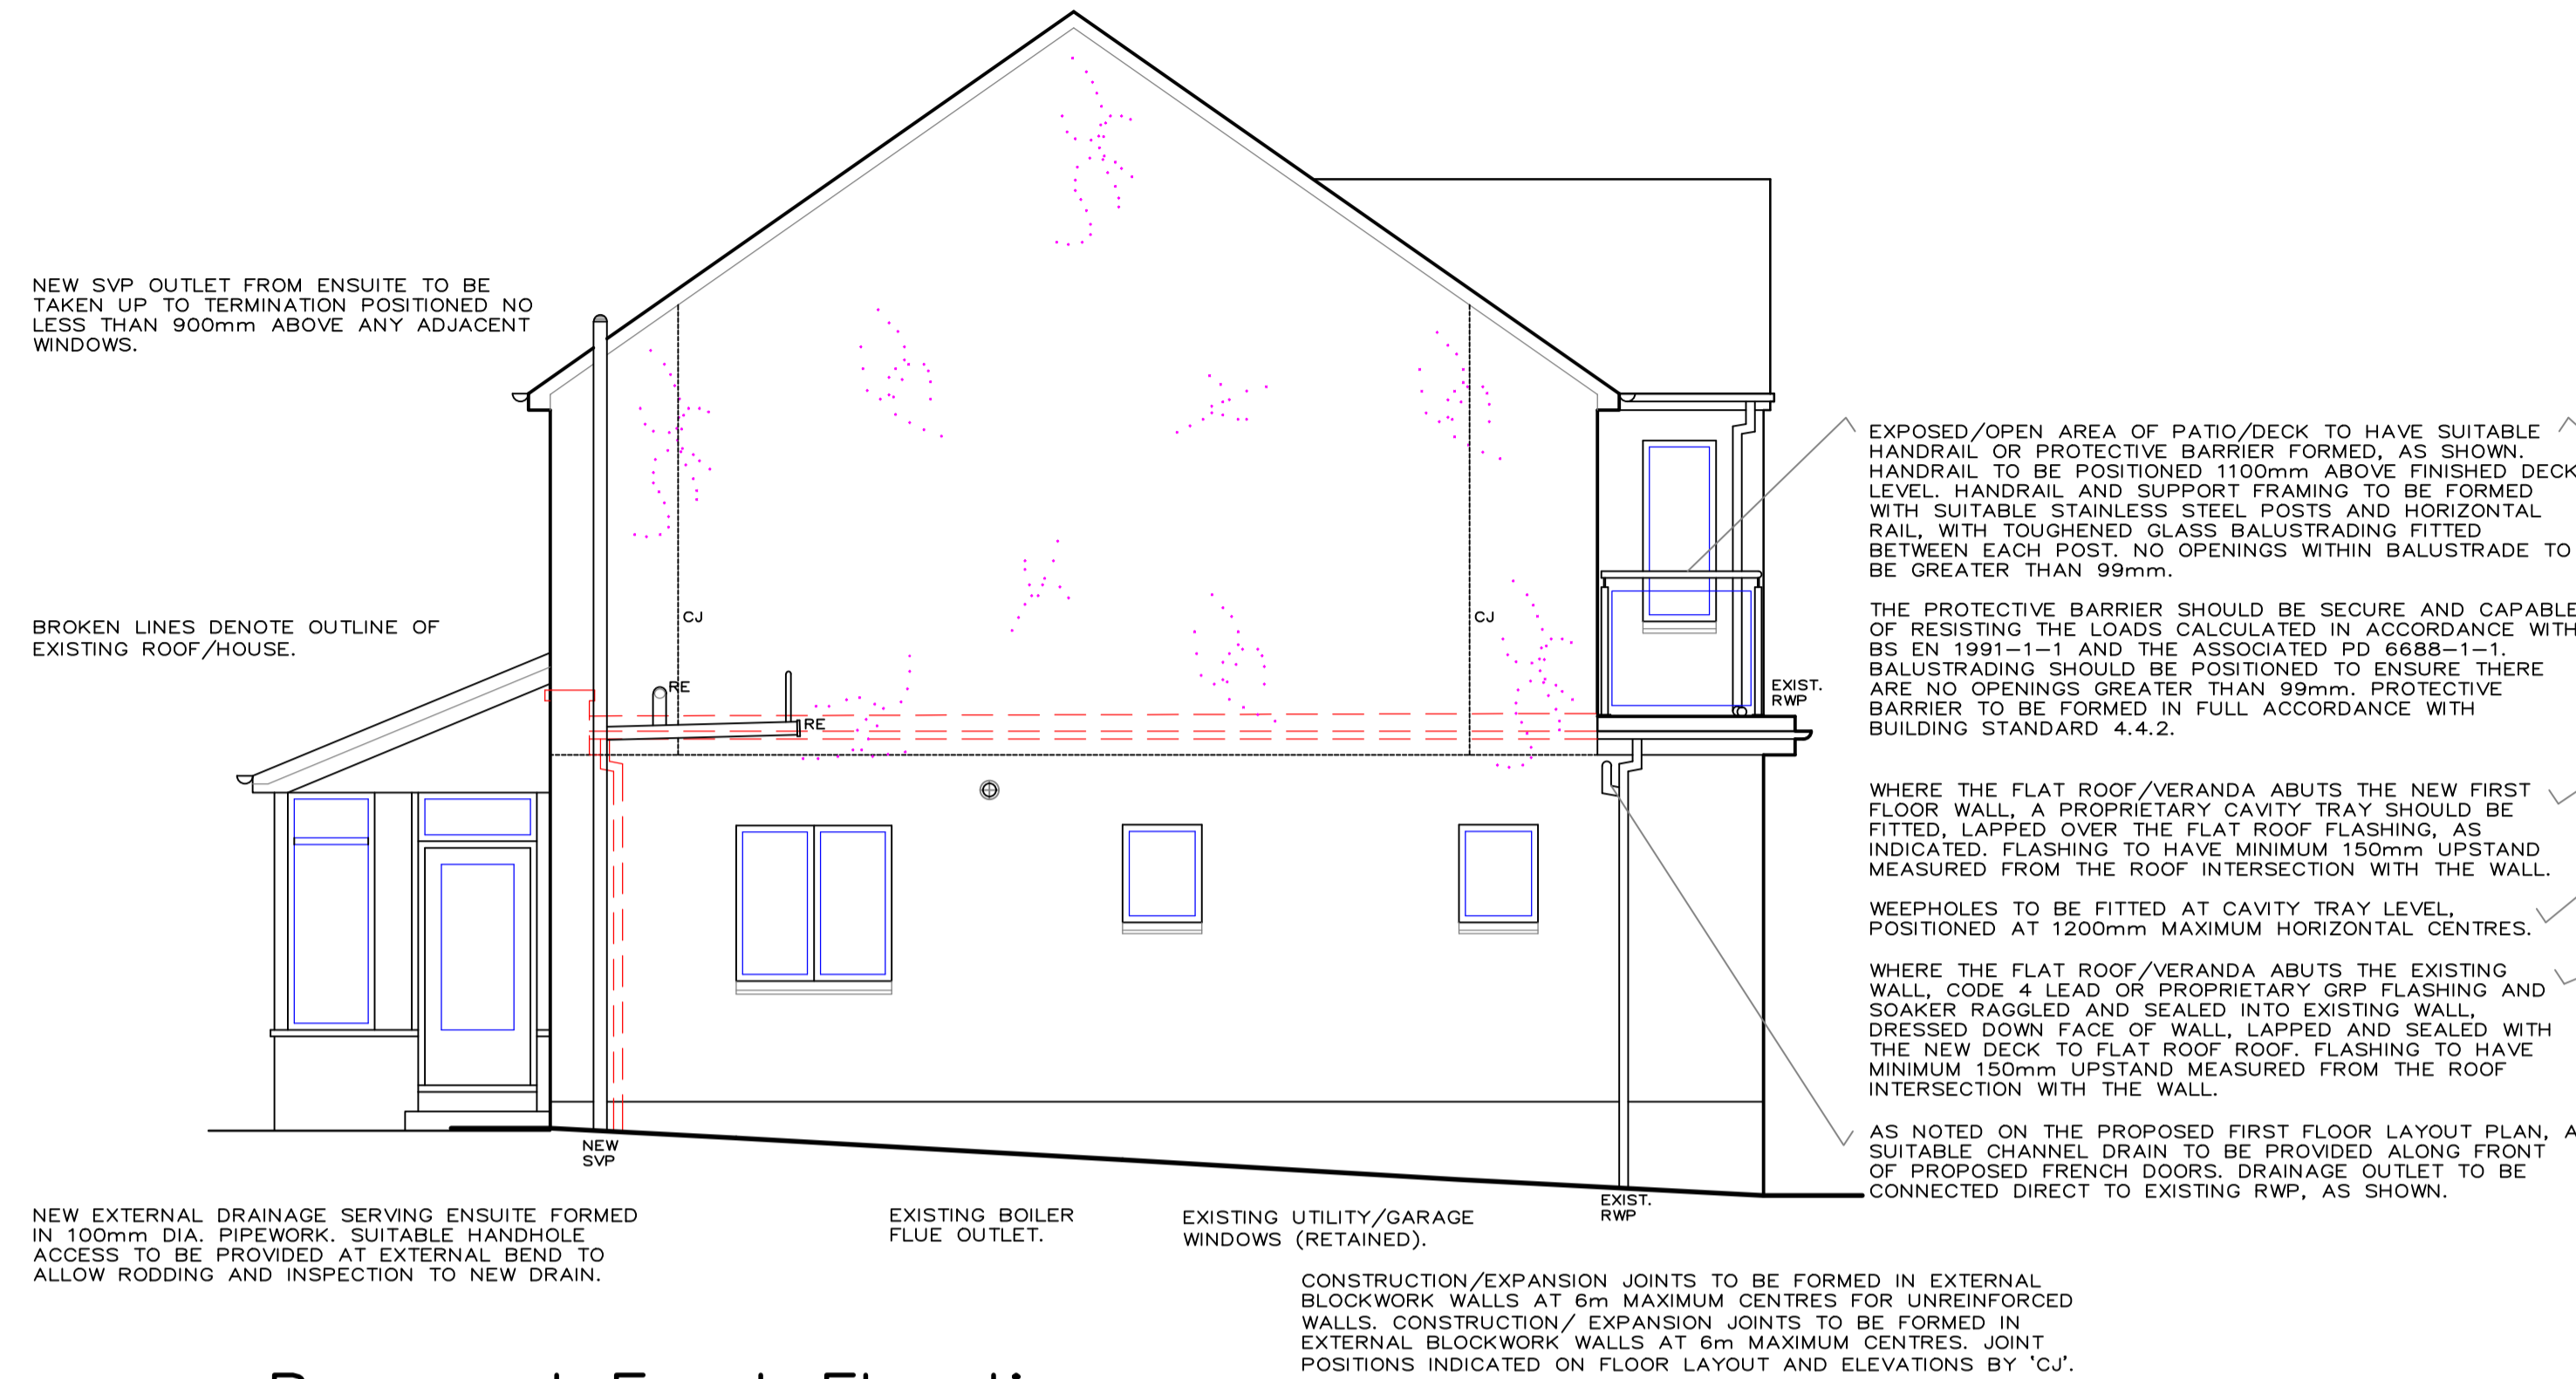 NEW SVP OUTLET FROM ENSUITE TO BE
TAKEN UP TO TERMINATION POSITIONED NO
LESS THAN 900mm ABOVE ANY ADJACENT
WINDOWS.
BROKEN LINES DENOTE OUTLINE OF
EXISTING ROOF/HOUSE.
CJ
CJ
RE
RE
EXIST.
RWP
EXPOSED/OPEN AREA OF PATIO/DECK TO HAVE SUITABLE
HANDRAIL OR PROTECTIVE BARRIER FORMED, AS SHOWN.
HANDRAIL TO BE POSITIONED 1100mm ABOVE FINISHED DECK
LEVEL. HANDRAIL AND SUPPORT FRAMING TO BE FORMED
WITH SUITABLE STAINLESS STEEL POSTS AND HORIZONTAL
RAIL, WITH TOUGHENED GLASS BALUSTRADING FITTED
BETWEEN EACH POST. NO OPENINGS WITHIN BALUSTRADE TO
BE GREATER THAN 99mm.
THE PROTECTIVE BARRIER SHOULD BE SECURE AND CAPABLE
OF RESISTING THE LOADS CALCULATED IN ACCORDANCE WITH
BS EN 1991-1-1 AND THE ASSOCIATED PD 6688-1-1.
BALUSTRADING SHOULD BE POSITIONED TO ENSURE THERE
ARE NO OPENINGS GREATER THAN 99mm. PROTECTIVE
BARRIER TO BE FORMED IN FULL ACCORDANCE WITH
BUILDING STANDARD 4.4.2.
WHERE THE FLAT ROOF/VERANDA ABUTS THE NEW FIRST
FLOOR WALL, A PROPRIETARY CAVITY TRAY SHOULD BE
FITTED, LAPPED OVER THE FLAT ROOF FLASHING, AS
INDICATED. FLASHING TO HAVE MINIMUM 150mm UPSTAND
MEASURED FROM THE ROOF INTERSECTION WITH THE WALL.
WEEPHOLES TO BE FITTED AT CAVITY TRAY LEVEL,
POSITIONED AT 1200mm MAXIMUM HORIZONTAL CENTRES.
WHERE THE FLAT ROOF/VERANDA ABUTS THE EXISTING
WALL, CODE 4 LEAD OR PROPRIETARY GRP FLASHING AND
SOAKER RAGGLED AND SEALED INTO EXISTING WALL,
DRESSED DOWN FACE OF WALL, LAPPED AND SEALED WITH
THE NEW DECK TO FLAT ROOF ROOF. FLASHING TO HAVE
MINIMUM 150mm UPSTAND MEASURED FROM THE ROOF
INTERSECTION WITH THE WALL.
AS NOTED ON THE PROPOSED FIRST FLOOR LAYOUT PLAN, A
SUITABLE CHANNEL DRAIN TO BE PROVIDED ALONG FRONT
OF PROPOSED FRENCH DOORS. DRAINAGE OUTLET TO BE
CONNECTED DIRECT TO EXISTING RWP, AS SHOWN.
NEW
SVP
EXIST.
RWP
NEW EXTERNAL DRAINAGE SERVING ENSUITE FORMED
IN 100mm DIA. PIPEWORK. SUITABLE HANDHOLE
ACCESS TO BE PROVIDED AT EXTERNAL BEND TO
ALLOW RODDING AND INSPECTION TO NEW DRAIN.
EXISTING BOILER
FLUE OUTLET.
EXISTING UTILITY/GARAGE
WINDOWS (RETAINED).
CONSTRUCTION/EXPANSION JOINTS TO BE FORMED IN EXTERNAL
BLOCKWORK WALLS AT 6m MAXIMUM CENTRES FOR UNREINFORCED
WALLS. CONSTRUCTION/ EXPANSION JOINTS TO BE FORMED IN
EXTERNAL BLOCKWORK WALLS AT 6m MAXIMUM CENTRES. JOINT
POSITIONS INDICATED ON FLOOR LAYOUT AND ELEVATIONS BY 'CJ'.